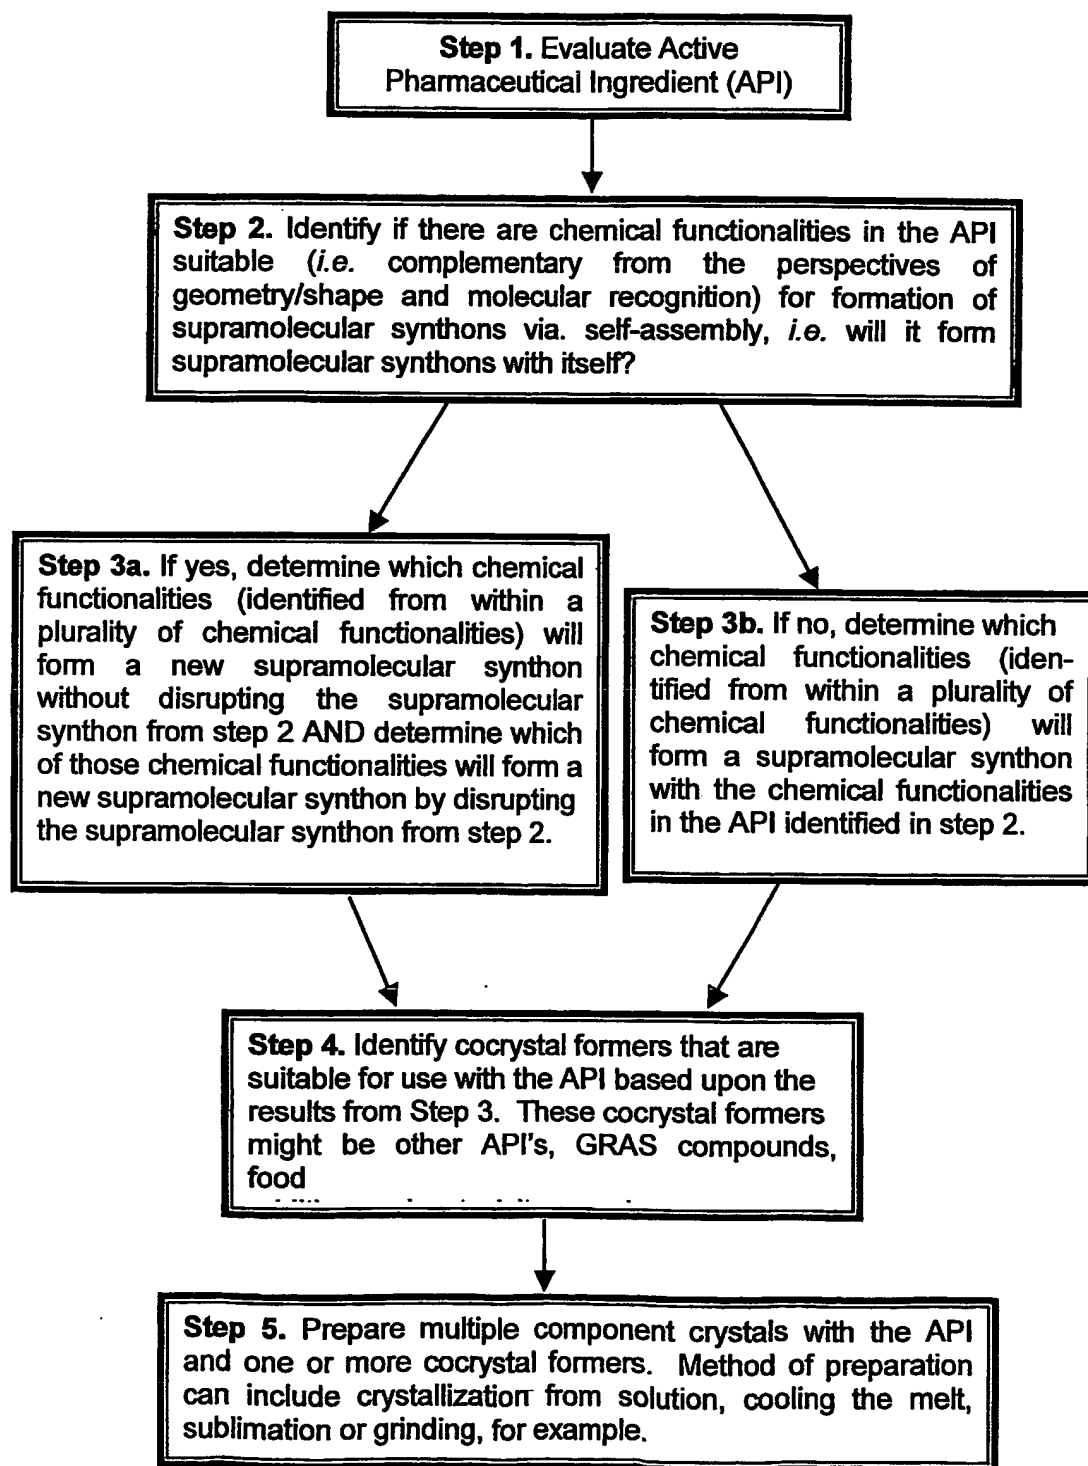 Step 1. Evaluate Active
Pharmaceutical Ingredient (API)
Step 2. Identify if there are chemical functionalities in the API
suitable (i.e. complementary from the perspectives of
geometry/shape and molecular recognition) for formation of
supramolecular synthons via. self-assembly, i.e. will it form
supramolecular synthons with itself?
Step 3a. If yes, determine which chemical
functionalities (identified from within a
plurality of chemical functionalities) will
form a new supramolecular synthon
without disrupting the supramolecular
synthon from step 2 AND determine which
of those chemical functionalities will form a
new supramolecular synthon by disrupting
the supramolecular synthon from step 2.
Step 3b. If no, determine which
chemical functionalities (iden-
tified from within a plurality of
chemical functionalities) will
form a supramolecular synthon
with the chemical functionalities
in the API identified in step 2.
Step 4. Identify cocrystal formers that are
suitable for use with the API based upon the
results from Step 3. These cocrystal formers
might be other API's, GRAS compounds,
food
Step 5. Prepare multiple component crystals with the API
and one or more cocrystal formers. Method of preparation
can include crystallization from solution, cooling the melt,
sublimation or grinding, for example.